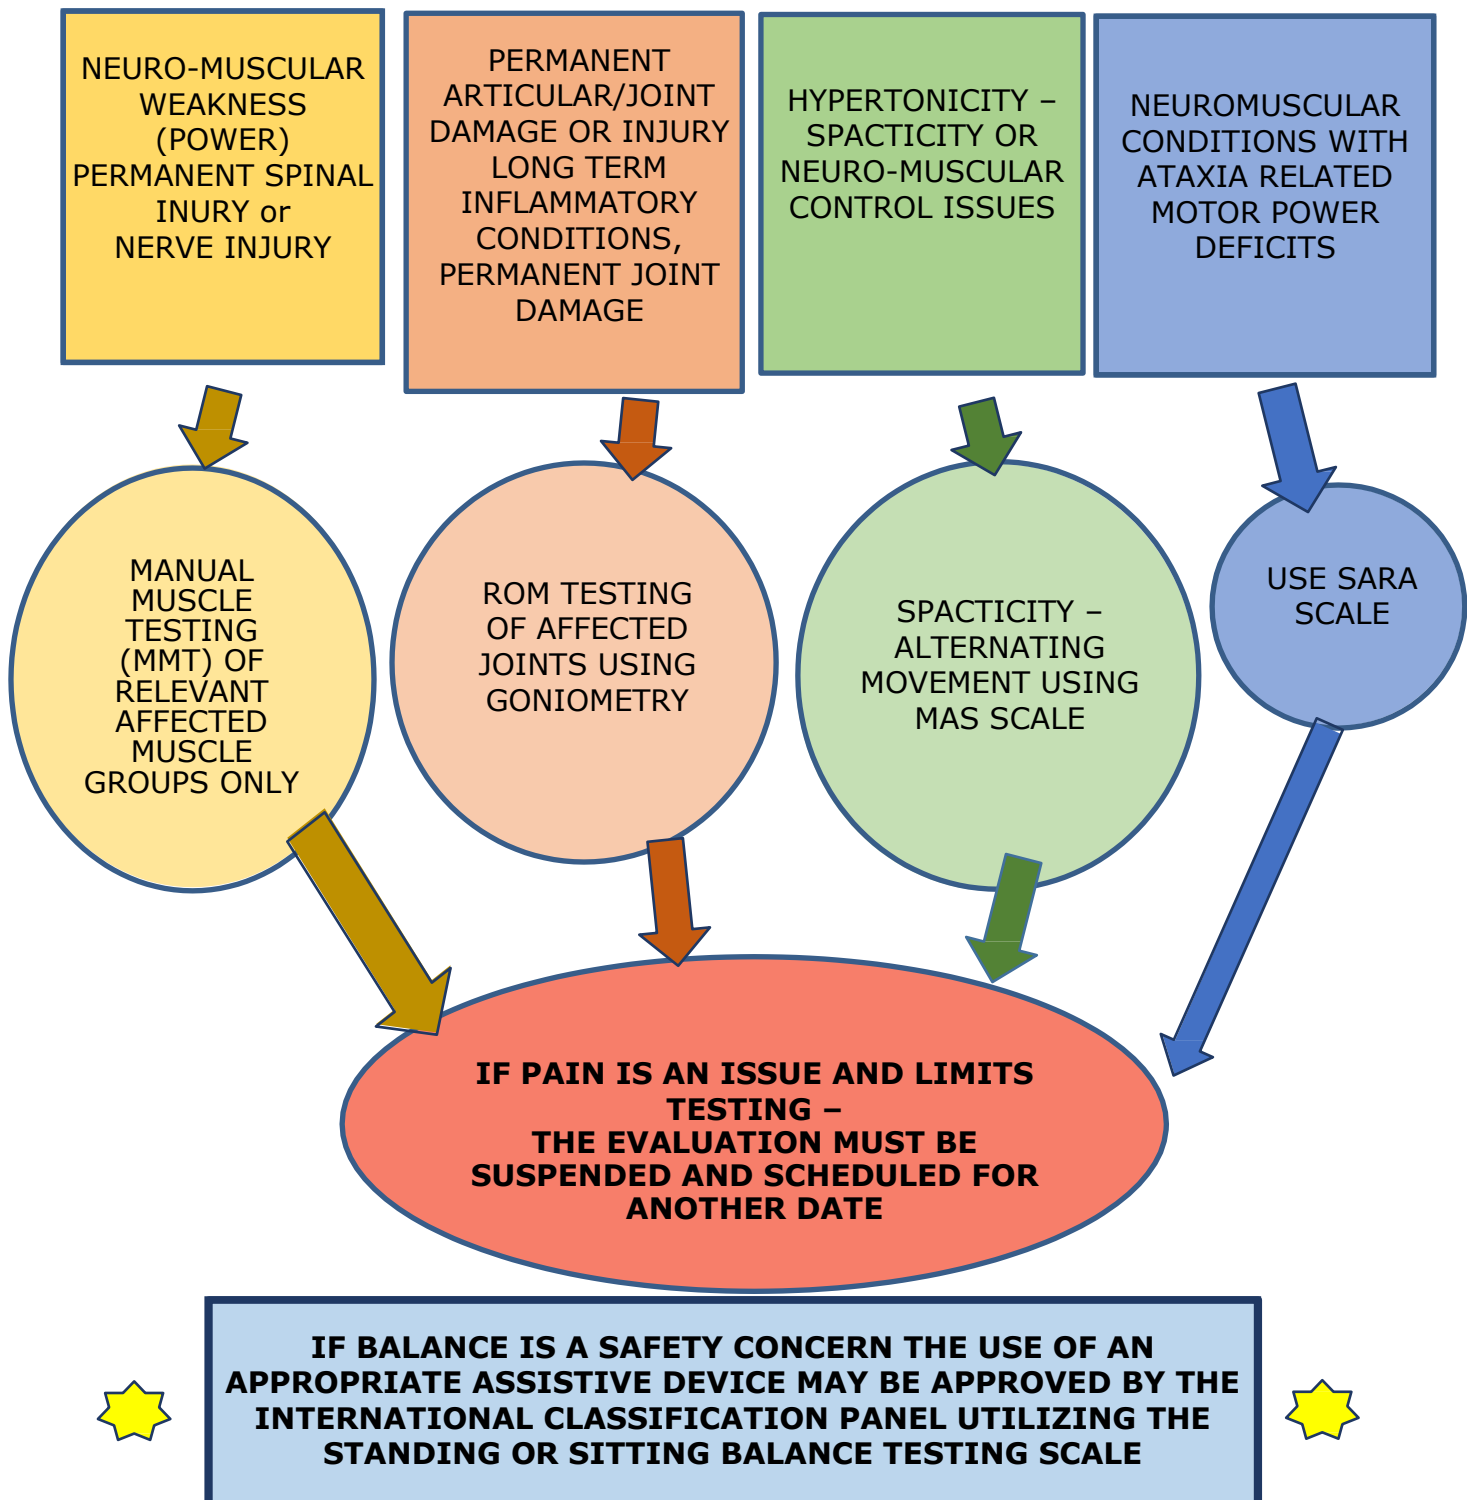 NEURO-MUSCULAR
WEAKNESS
(POWER)
PERMANENT SPINAL
INURY or
NERVE INJURY
PERMANENT
ARTICULAR/JOINT
DAMAGE OR INJURY
LONG TERM
INFLAMMATORY
CONDITIONS,
PERMANENT JOINT
DAMAGE
HYPERTONICITY –
SPACTICITY OR
NEURO-MUSCULAR
CONTROL ISSUES
NEUROMUSCULAR
CONDITIONS WITH
ATAXIA RELATED
MOTOR POWER
DEFICITS
MANUAL
MUSCLE
TESTING
(MMT) OF
RELEVANT
AFFECTED
MUSCLE
GROUPS ONLY
ROM TESTING
OF AFFECTED
JOINTS USING
GONIOMETRY
SPACTICITY –
ALTERNATING
MOVEMENT USING
MAS SCALE
USE SARA
SCALE
IF PAIN IS AN ISSUE AND LIMITS
TESTING –
THE EVALUATION MUST BE
SUSPENDED AND SCHEDULED FOR
ANOTHER DATE
IF BALANCE IS A SAFETY CONCERN THE USE OF AN
APPROPRIATE ASSISTIVE DEVICE MAY BE APPROVED BY THE
INTERNATIONAL CLASSIFICATION PANEL UTILIZING THE
STANDING OR SITTING BALANCE TESTING SCALE